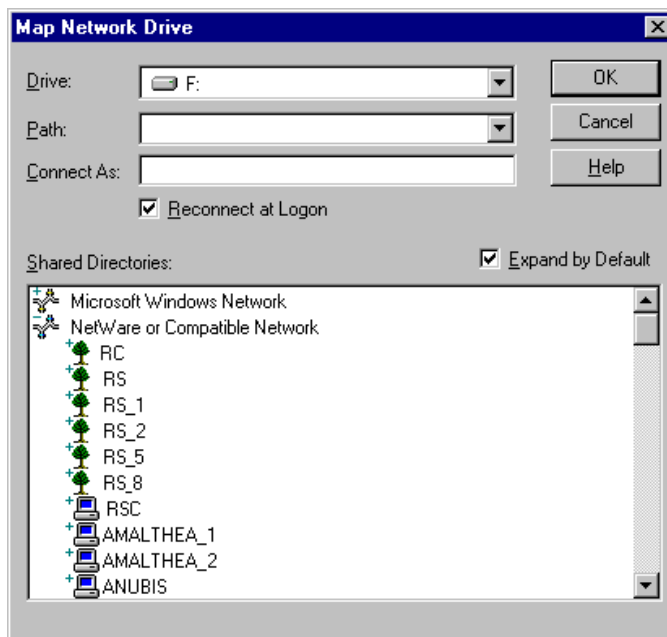 Map Network Drive
Drive:
F:
OK
Path:
Cancel
Connect As:
Help
Reconnect at Logon
Shared Directories:
Expand by Default
Microsoft Windows Network
NetWare or Compatible Network
RC
RS
RS_1
RS_2
RS_5
RS_8
RSC
AMALTHEA_1
AMALTHEA_2
ANUBIS